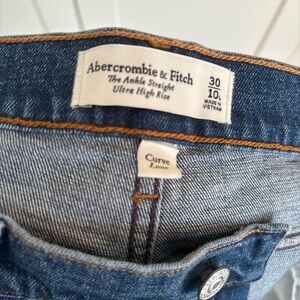 Abercrombie & Fitch
The Ankle Straight
Ultra High Rise
30
10L
MADE IN
VIETNAM
Curve
Love